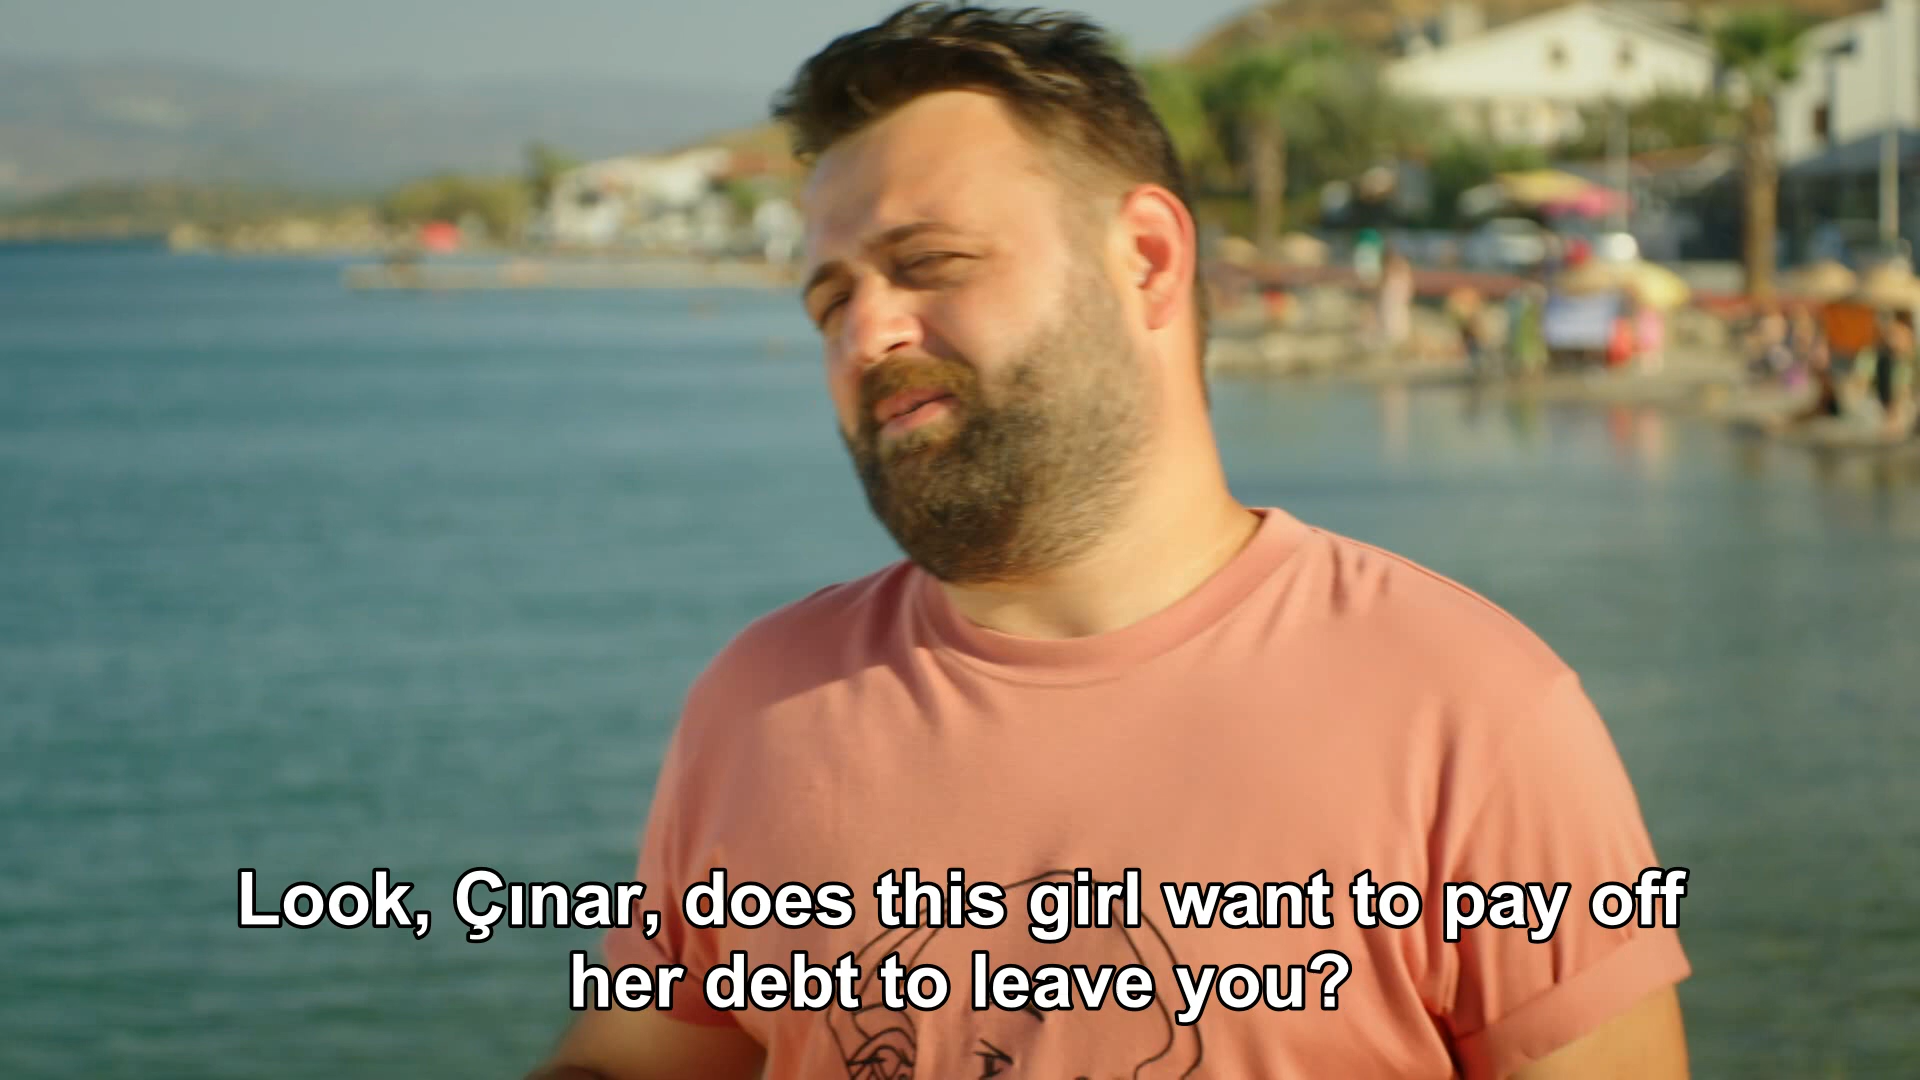 Look, Çınar, does this girl want to pay off
her debt to leave you?